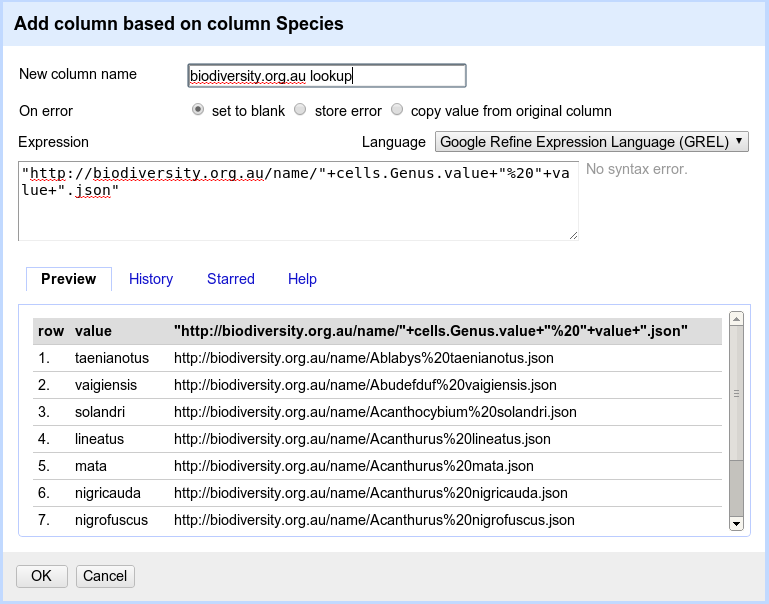 Add column based on column Species
New column name biodiversity.org.au lookup
On error set to blank store error copy value from original column
Expression Language Google Refine Expression Language (GREL)
"http://biodiversity.org.au/name/"+cells.Genus.value+"%20"+va
lue+".json"
No syntax error.
Preview History Starred Help
row value "http://biodiversity.org.au/name/"+cells.Genus.value+"%20"+value+".json"
1. taenianotus http://biodiversity.org.au/name/Ablabys%20taenianotus.json
2. vaigiensis http://biodiversity.org.au/name/Abudefduf%20vaigiensis.json
3. solandri http://biodiversity.org.au/name/Acanthocybium%20solandri.json
4. lineatus http://biodiversity.org.au/name/Acanthurus%20lineatus.json
5. mata http://biodiversity.org.au/name/Acanthurus%20mata.json
6. nigricauda http://biodiversity.org.au/name/Acanthurus%20nigricauda.json
7. nigrofuscus http://biodiversity.org.au/name/Acanthurus%20nigrofuscus.json
OK Cancel